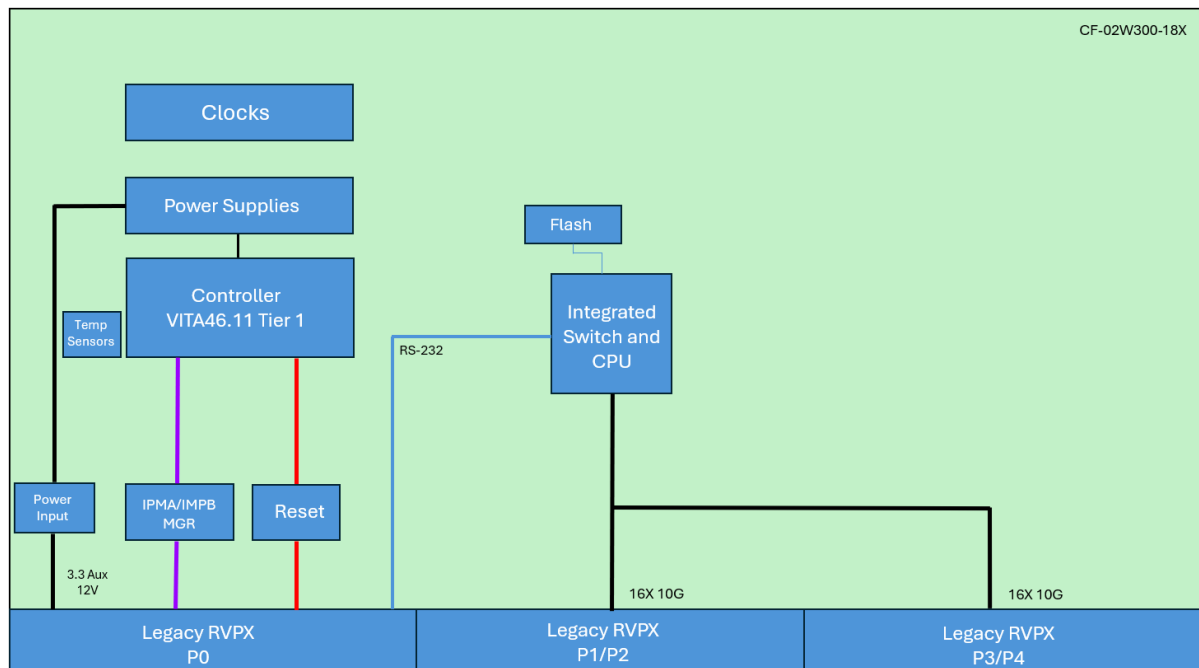 CF-02W300-18X
Clocks
Power Supplies
Flash
Controller
VITA46.11 Tier 1
Temp
Sensors
Integrated
Switch and
CPU
RS-232
Power
Input
IPMA/IMPB
MGR
Reset
3.3 Aux
12V
16X 10G
16X 10G
Legacy RVPX
P0
Legacy RVPX
P1/P2
Legacy RVPX
P3/P4